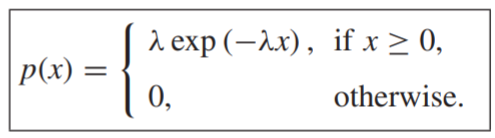 p(x) = { λ exp (−λx), if x ≥ 0,
0, otherwise.